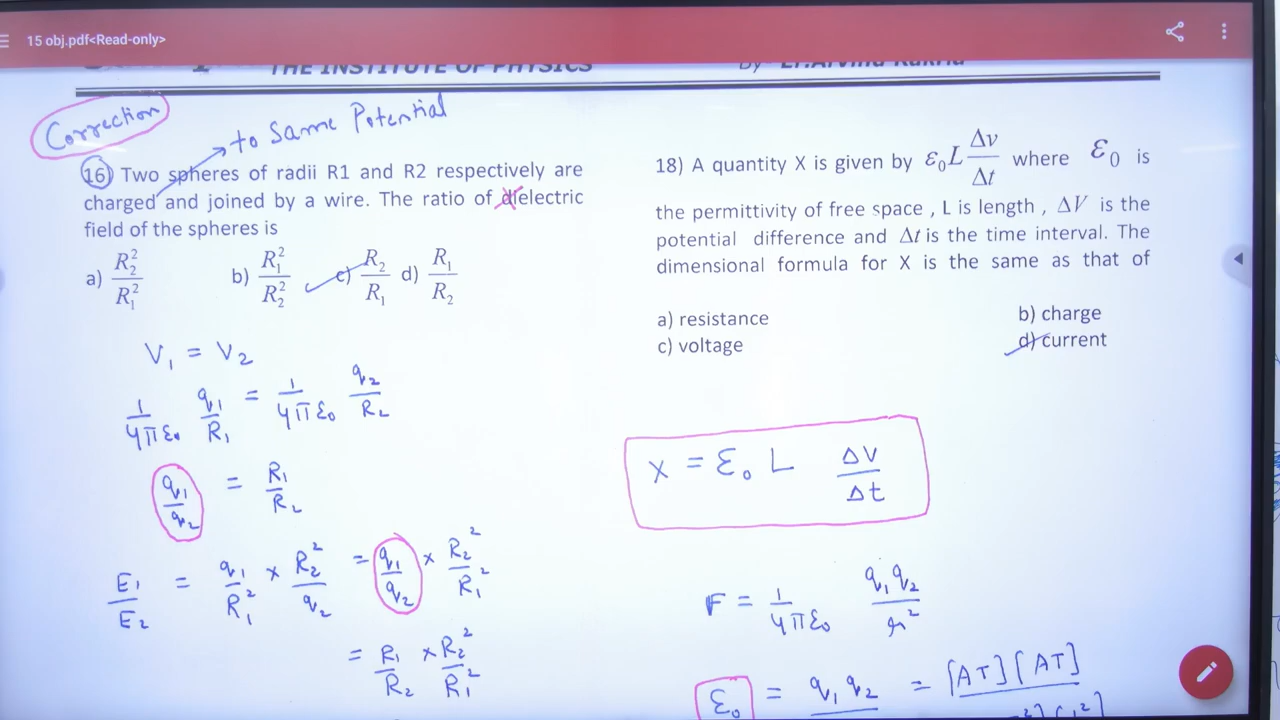 15 obj.pdf<Read-only>
THE INSTITUTE OF PHYSICS
By
Correction
to Same Potential
16) Two spheres of radii R1 and R2 respectively are
charged and joined by a wire. The ratio of dielectric
field of the spheres is
a) R₂²/R₁² b) R₁²/R₂² c) R₂/R₁ d) R₁/R₂
V₁ = V₂
1/4πε₀ q₁/R₁ = 1/4πε₀ q₂/R₂
q₁/q₂ = R₁/R₂
E₁/E₂ = q₁/R₁² × R₂²/q₂ = q₁/q₂ × R₂²/R₁²
= R₁/R₂ × R₂²/R₁²
18) A quantity X is given by ε₀L Δv/Δt where ε₀ is
the permittivity of free space , L is length , ΔV is the
potential difference and Δt is the time interval. The
dimensional formula for X is the same as that of
a) resistance b) charge
c) voltage d) current
X = ε₀ L ΔV/Δt
F = 1/4πε₀ q₁q₂/r²
ε₀ = q₁ q₂ = [AT][AT]